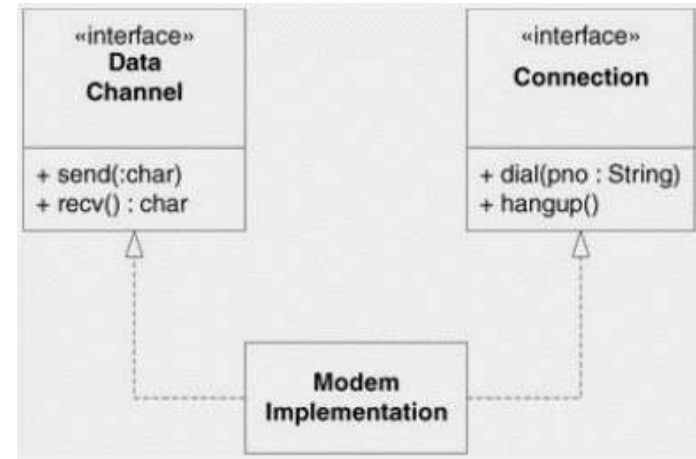 «interface»
Data
Channel
+ send(:char)
+ recv() : char
«interface»
Connection
+ dial(pno : String)
+ hangup()
Modem
Implementation